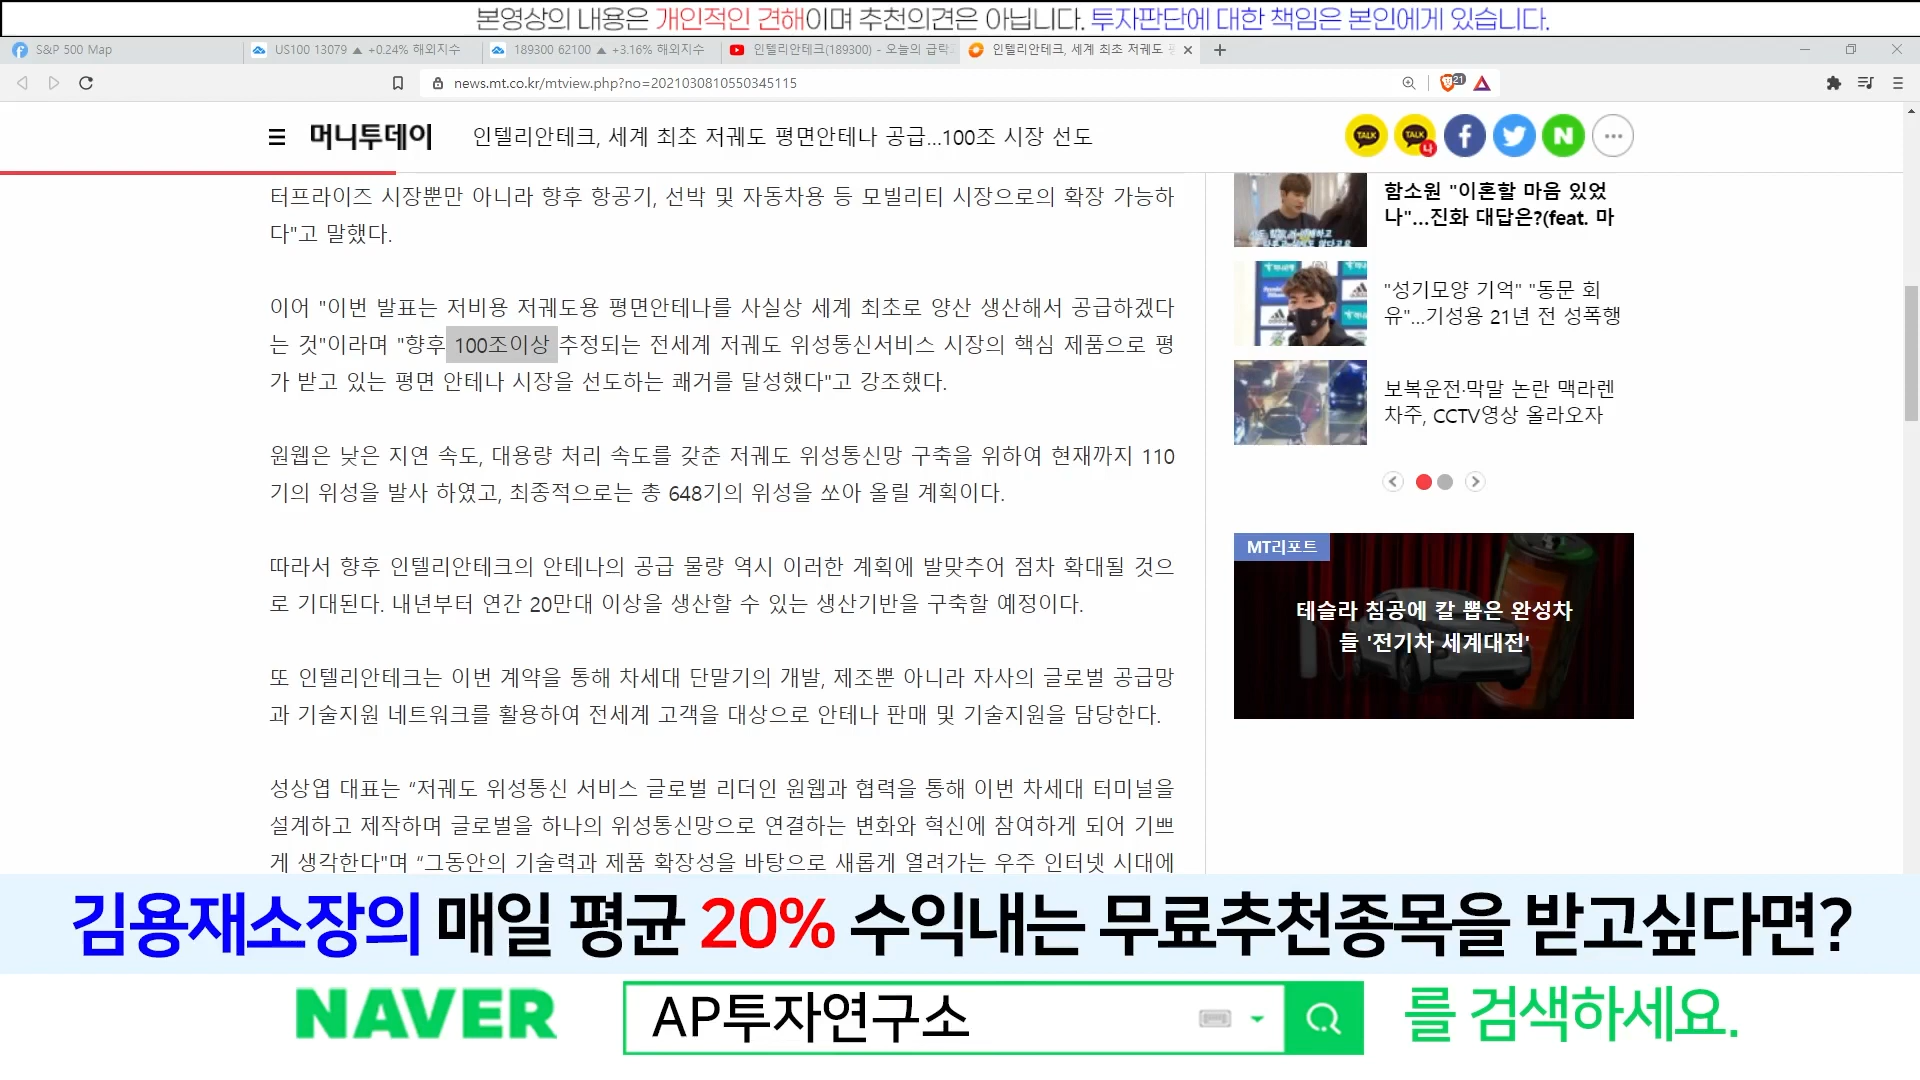 본영상의 내용은 개인적인 견해이며 추천의견은 아닙니다. 투자판단에 대한 책임은 본인에게 있습니다.
S&P 500 Map
US100 13079 ▲ +0.24% 해외지수
189300 62100 ▲ +3.16% 해외지수
인텔리안테크(189300) - 오늘의 급락
인텔리안테크, 세계 최초 저궤도
news.mt.co.kr/mtview.php?no=2021030810550345115
21
머니투데이
인텔리안테크, 세계 최초 저궤도 평면안테나 공급...100조 시장 선도
TALK
TALK
N
터프라이즈 시장뿐만 아니라 향후 항공기, 선박 및 자동차용 등 모빌리티 시장으로의 확장 가능하
다"고 말했다.
이어 "이번 발표는 저비용 저궤도용 평면안테나를 사실상 세계 최초로 양산 생산해서 공급하겠다
는 것"이라며 "향후 100조이상 추정되는 전세계 저궤도 위성통신서비스 시장의 핵심 제품으로 평
가 받고 있는 평면 안테나 시장을 선도하는 쾌거를 달성했다"고 강조했다.
원웹은 낮은 지연 속도, 대용량 처리 속도를 갖춘 저궤도 위성통신망 구축을 위하여 현재까지 110
기의 위성을 발사 하였고, 최종적으로는 총 648기의 위성을 쏘아 올릴 계획이다.
따라서 향후 인텔리안테크의 안테나의 공급 물량 역시 이러한 계획에 발맞추어 점차 확대될 것으
로 기대된다. 내년부터 연간 20만대 이상을 생산할 수 있는 생산기반을 구축할 예정이다.
또 인텔리안테크는 이번 계약을 통해 차세대 단말기의 개발, 제조뿐 아니라 자사의 글로벌 공급망
과 기술지원 네트워크를 활용하여 전세계 고객을 대상으로 안테나 판매 및 기술지원을 담당한다.
성상엽 대표는 “저궤도 위성통신 서비스 글로벌 리더인 원웹과 협력을 통해 이번 차세대 터미널을
설계하고 제작하며 글로벌을 하나의 위성통신망으로 연결하는 변화와 혁신에 참여하게 되어 기쁘
게 생각한다"며 “그동안의 기술력과 제품 확장성을 바탕으로 새롭게 열려가는 우주 인터넷 시대에
함소원 "이혼할 마음 있었
나"...진화 대답은?(feat. 마
"성기모양 기억" "동문 회
유"...기성용 21년 전 성폭행
보복운전·막말 논란 맥라렌
차주, CCTV영상 올라오자
MT리포트
테슬라 침공에 칼 뽑은 완성차
들 '전기차 세계대전'
김용재소장의 매일 평균 20% 수익내는 무료추천종목을 받고싶다면?
NAVER AP투자연구소 를 검색하세요.